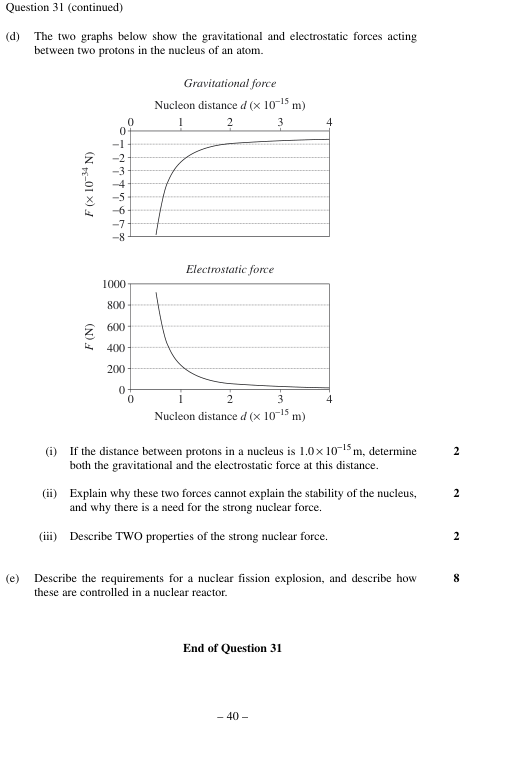 Question 31 (continued)
(d) The two graphs below show the gravitational and electrostatic forces acting
between two protons in the nucleus of an atom.
Gravitational force
Nucleon distance d (× 10⁻¹⁵ m)
0 1 2 3 4
0
−1
−2
−3
−4
−5
−6
−7
−8
F (× 10⁻³⁴ N)
Electrostatic force
1000
800
600
400
200
0
F (N)
0 1 2 3 4
Nucleon distance d (× 10⁻¹⁵ m)
(i) If the distance between protons in a nucleus is 1.0 × 10⁻¹⁵ m, determine 2
both the gravitational and the electrostatic force at this distance.
(ii) Explain why these two forces cannot explain the stability of the nucleus, 2
and why there is a need for the strong nuclear force.
(iii) Describe TWO properties of the strong nuclear force. 2
(e) Describe the requirements for a nuclear fission explosion, and describe how 8
these are controlled in a nuclear reactor.
End of Question 31
– 40 –